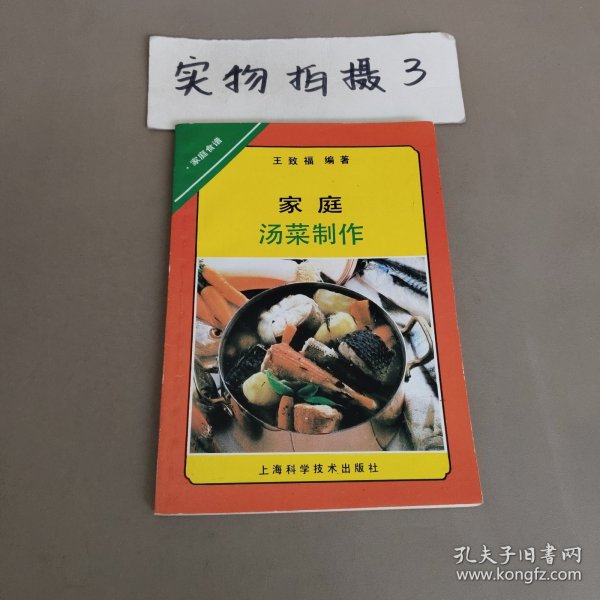 实物拍摄3
·家庭食谱
王致福 编著
家庭
汤菜制作
上海科学技术出版社
孔夫子旧书网
www.kongfz.com